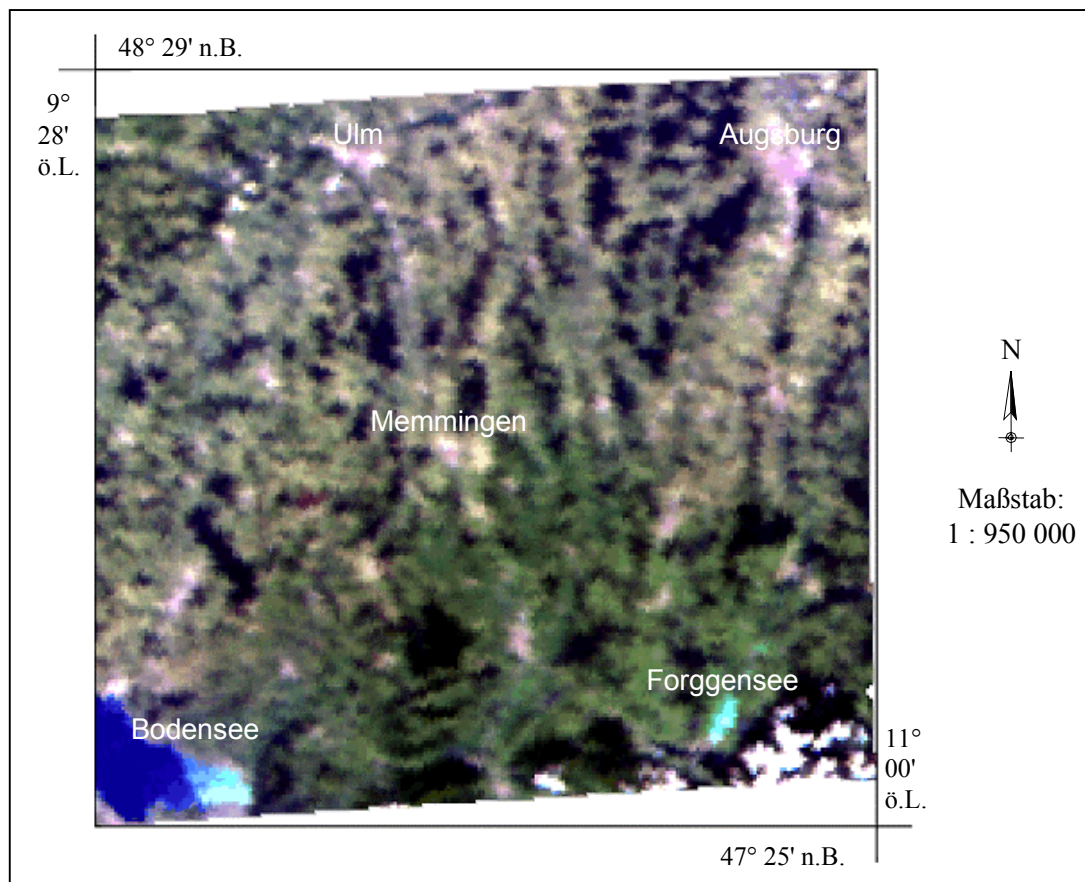 48° 29' n.B.
9°
28'
ö.L.
Ulm
Augsburg
N
Memmingen
Maßstab:
1 : 950 000
Forggensee
Bodensee
11°
00'
ö.L.
47° 25' n.B.